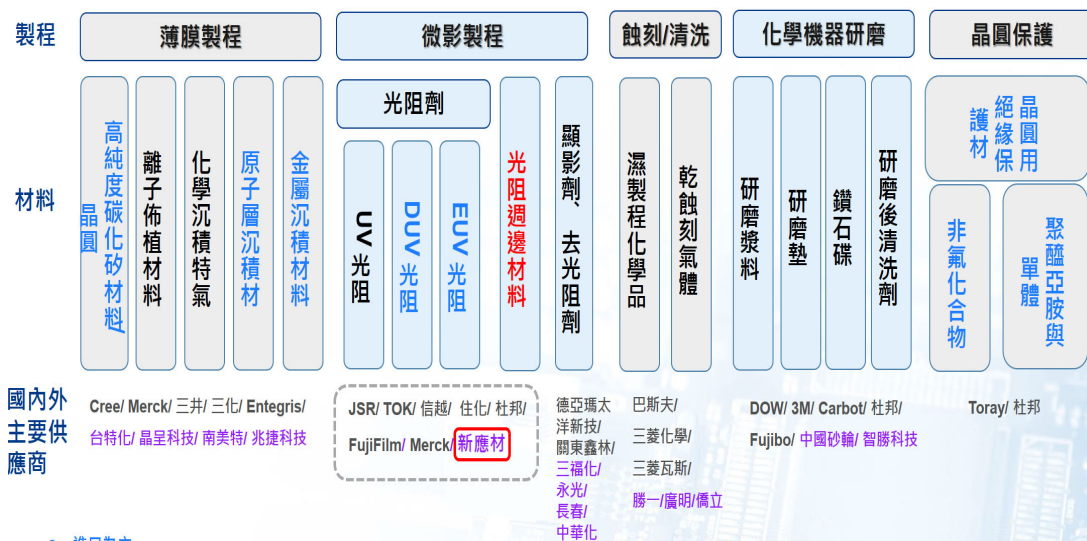 製程
薄膜製程
微影製程
蝕刻/清洗
化學機器研磨
晶圓保護
材料
高純度碳化矽材料/
晶圓
離子佈植材料
化學沉積特氣
原子層沉積材
金屬沉積材料
光阻劑
UV 光阻
DUV 光阻
EUV 光阻
光阻週邊材料
顯影劑、去光阻劑
濕製程化學品
乾蝕刻氣體
研磨漿料
研磨墊
鑽石碟
研磨後清洗劑
晶圓用
絕緣保
護材
非氟化合物
聚醯亞胺與
單體
國內外
主要供
應商
Cree/ Merck/ 三井/ 三化/ Entegris/
台特化/ 晶呈科技/ 南美特/ 兆捷科技
JSR/ TOK/ 信越/ 住化/ 杜邦/
FujiFilm/ Merck/ 新應材
德亞瑪太
洋新技/
關東鑫林/
三福化/
永光/
長春/
中華化
巴斯夫/
三菱化學/
三菱瓦斯/
勝一/廣明/僑立
DOW/ 3M/ Carbot/ 杜邦/
Fujibo/ 中國砂輪/ 智勝科技
Toray/ 杜邦